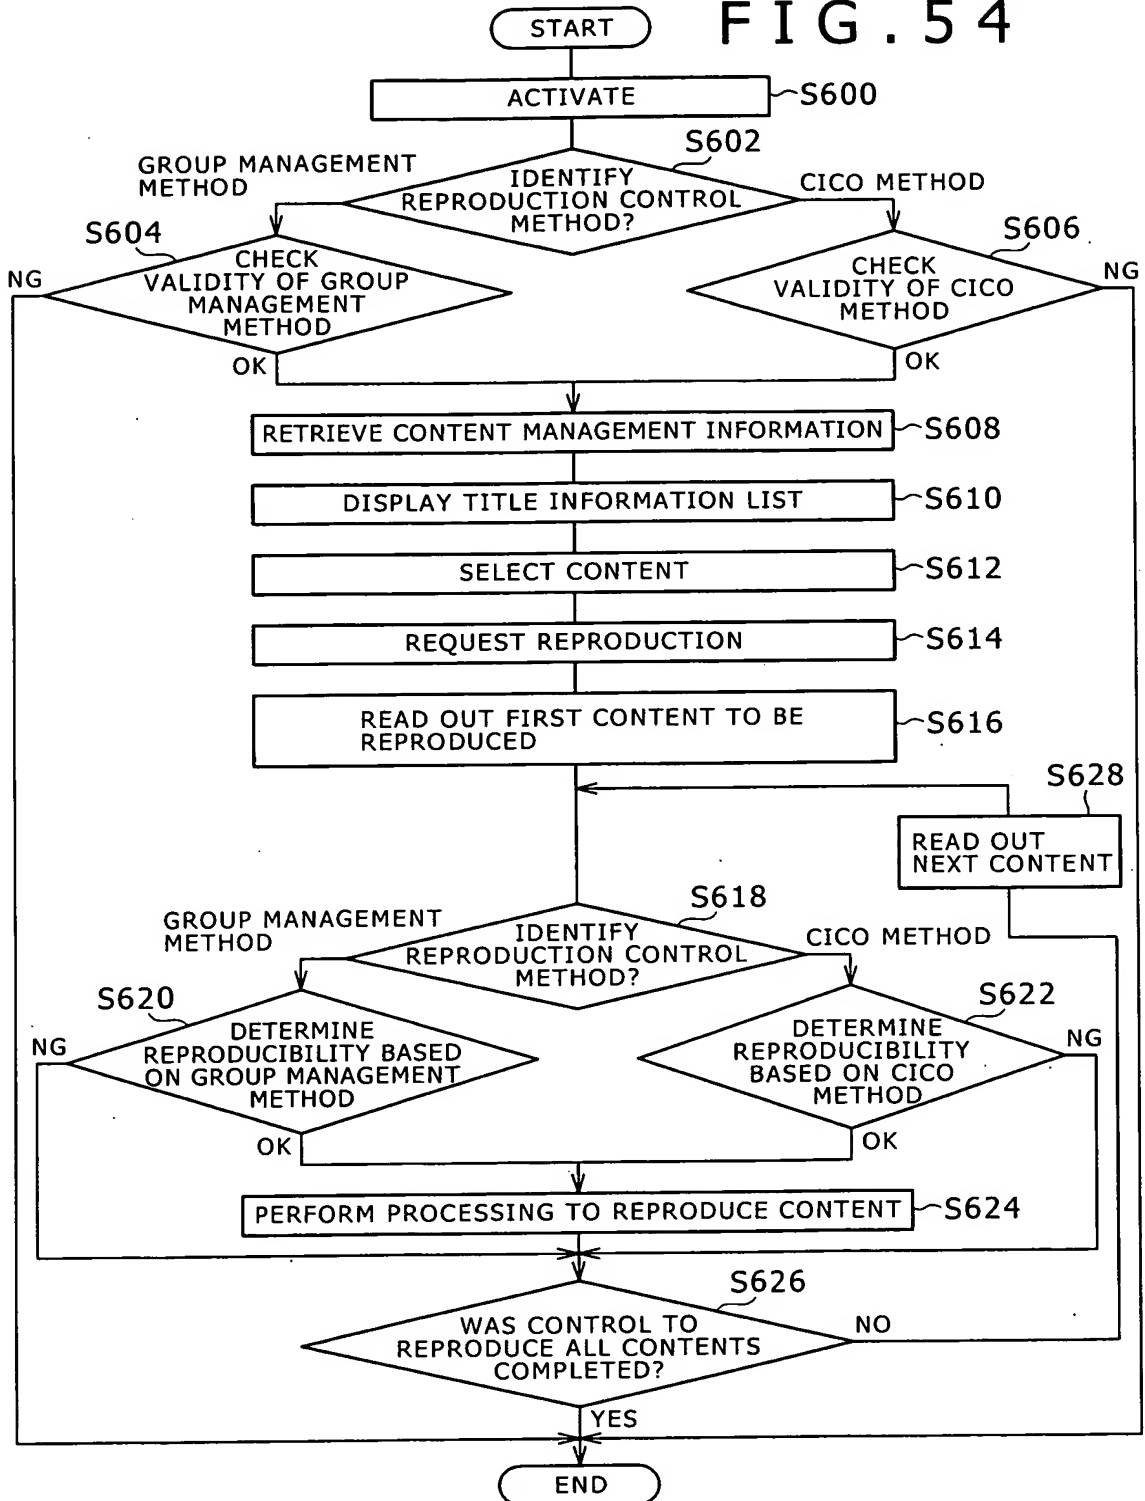 FIG.54
START
ACTIVATE
S600
S602
GROUP MANAGEMENT
METHOD
IDENTIFY
REPRODUCTION CONTROL
METHOD?
CICO METHOD
S604
CHECK
VALIDITY OF GROUP
MANAGEMENT
METHOD
NG
OK
S606
CHECK
VALIDITY OF CICO
METHOD
NG
OK
RETRIEVE CONTENT MANAGEMENT INFORMATION
S608
DISPLAY TITLE INFORMATION LIST
S610
SELECT CONTENT
S612
REQUEST REPRODUCTION
S614
READ OUT FIRST CONTENT TO BE
REPRODUCED
S616
S628
READ OUT
NEXT CONTENT
S618
GROUP MANAGEMENT
METHOD
IDENTIFY
REPRODUCTION CONTROL
METHOD?
CICO METHOD
S620
DETERMINE
REPRODUCIBILITY BASED
ON GROUP MANAGEMENT
METHOD
NG
OK
S622
DETERMINE
REPRODUCIBILITY
BASED ON CICO
METHOD
NG
OK
PERFORM PROCESSING TO REPRODUCE CONTENT
S624
S626
WAS CONTROL TO
REPRODUCE ALL CONTENTS
COMPLETED?
NO
YES
END